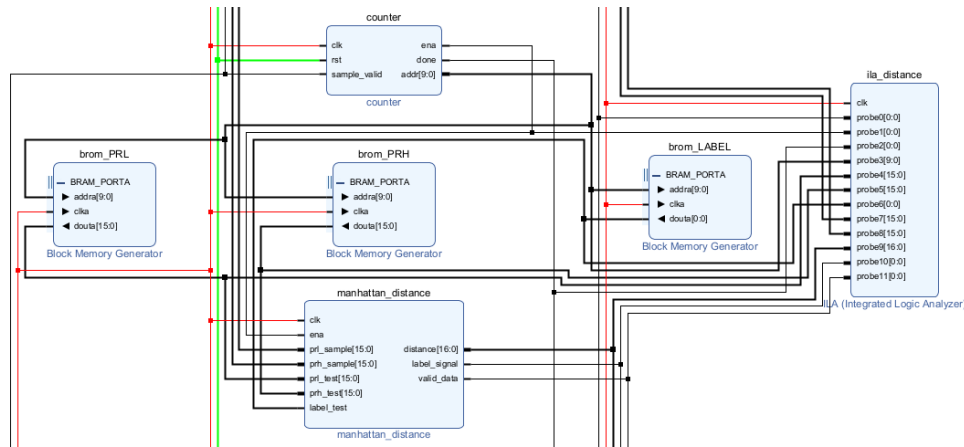 counter
clk
ena
rst
done
sample_valid
addr[9:0]
counter
ila_distance
clk
probe0[0:0]
probe1[0:0]
probe2[0:0]
probe3[9:0]
probe4[15:0]
probe5[15:0]
probe6[0:0]
probe7[15:0]
probe8[15:0]
probe9[16:0]
probe10[0:0]
probe11[0:0]
ILA (Integrated Logic Analyzer)
brom_PRL
BRAM_PORTA
addra[9:0]
clka
douta[15:0]
Block Memory Generator
brom_PRH
BRAM_PORTA
addra[9:0]
clka
douta[15:0]
Block Memory Generator
brom_LABEL
BRAM_PORTA
addra[9:0]
clka
douta[0:0]
Block Memory Generator
manhattan_distance
clk
ena
prl_sample[15:0]
prh_sample[15:0]
prl_test[15:0]
prh_test[15:0]
label_test
distance[16:0]
label_signal
valid_data
manhattan_distance